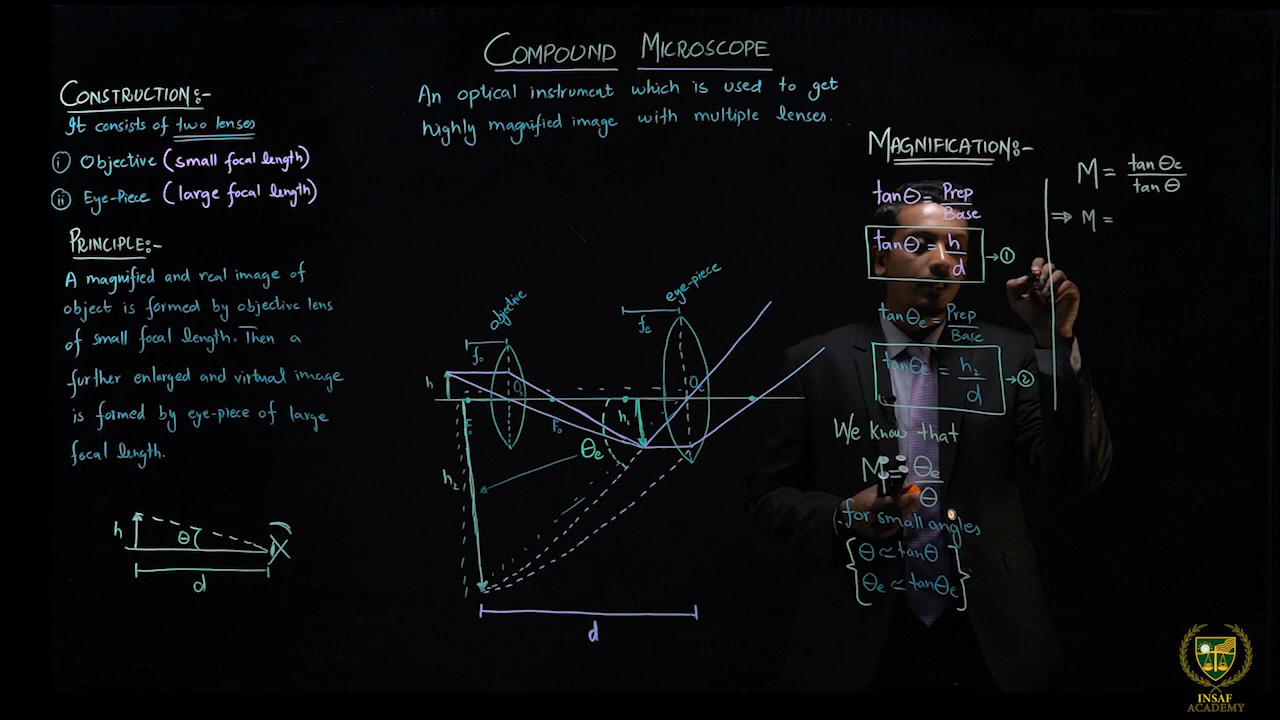 COMPOUND MICROSCOPE
An optical instrument which is used to get
highly magnified image with multiple lenses.
CONSTRUCTION:-
It consists of two lenses
i Objective (small focal length)
ii Eye-Piece (large focal length)
PRINCIPLE:-
A magnified and real image of
object is formed by objective lens
of small focal length. Then a
further enlarged and virtual image
is formed by eye-piece of large
focal length.
h
θ
d
objective
eye-piece
fo
fe
h
Fo
h1
θe
h2
d
MAGNIFICATION:-
tanθ = Prep/Base
tanθ = h/d → 1
tanθe = Prep/Base
tanθe = h2/d → 2
We know that
M = θe/θ
for small angles
{θ ≃ tanθ
θe ≃ tanθe}
M = tanθe/tanθ
⇒ M =
INSAF
ACADEMY